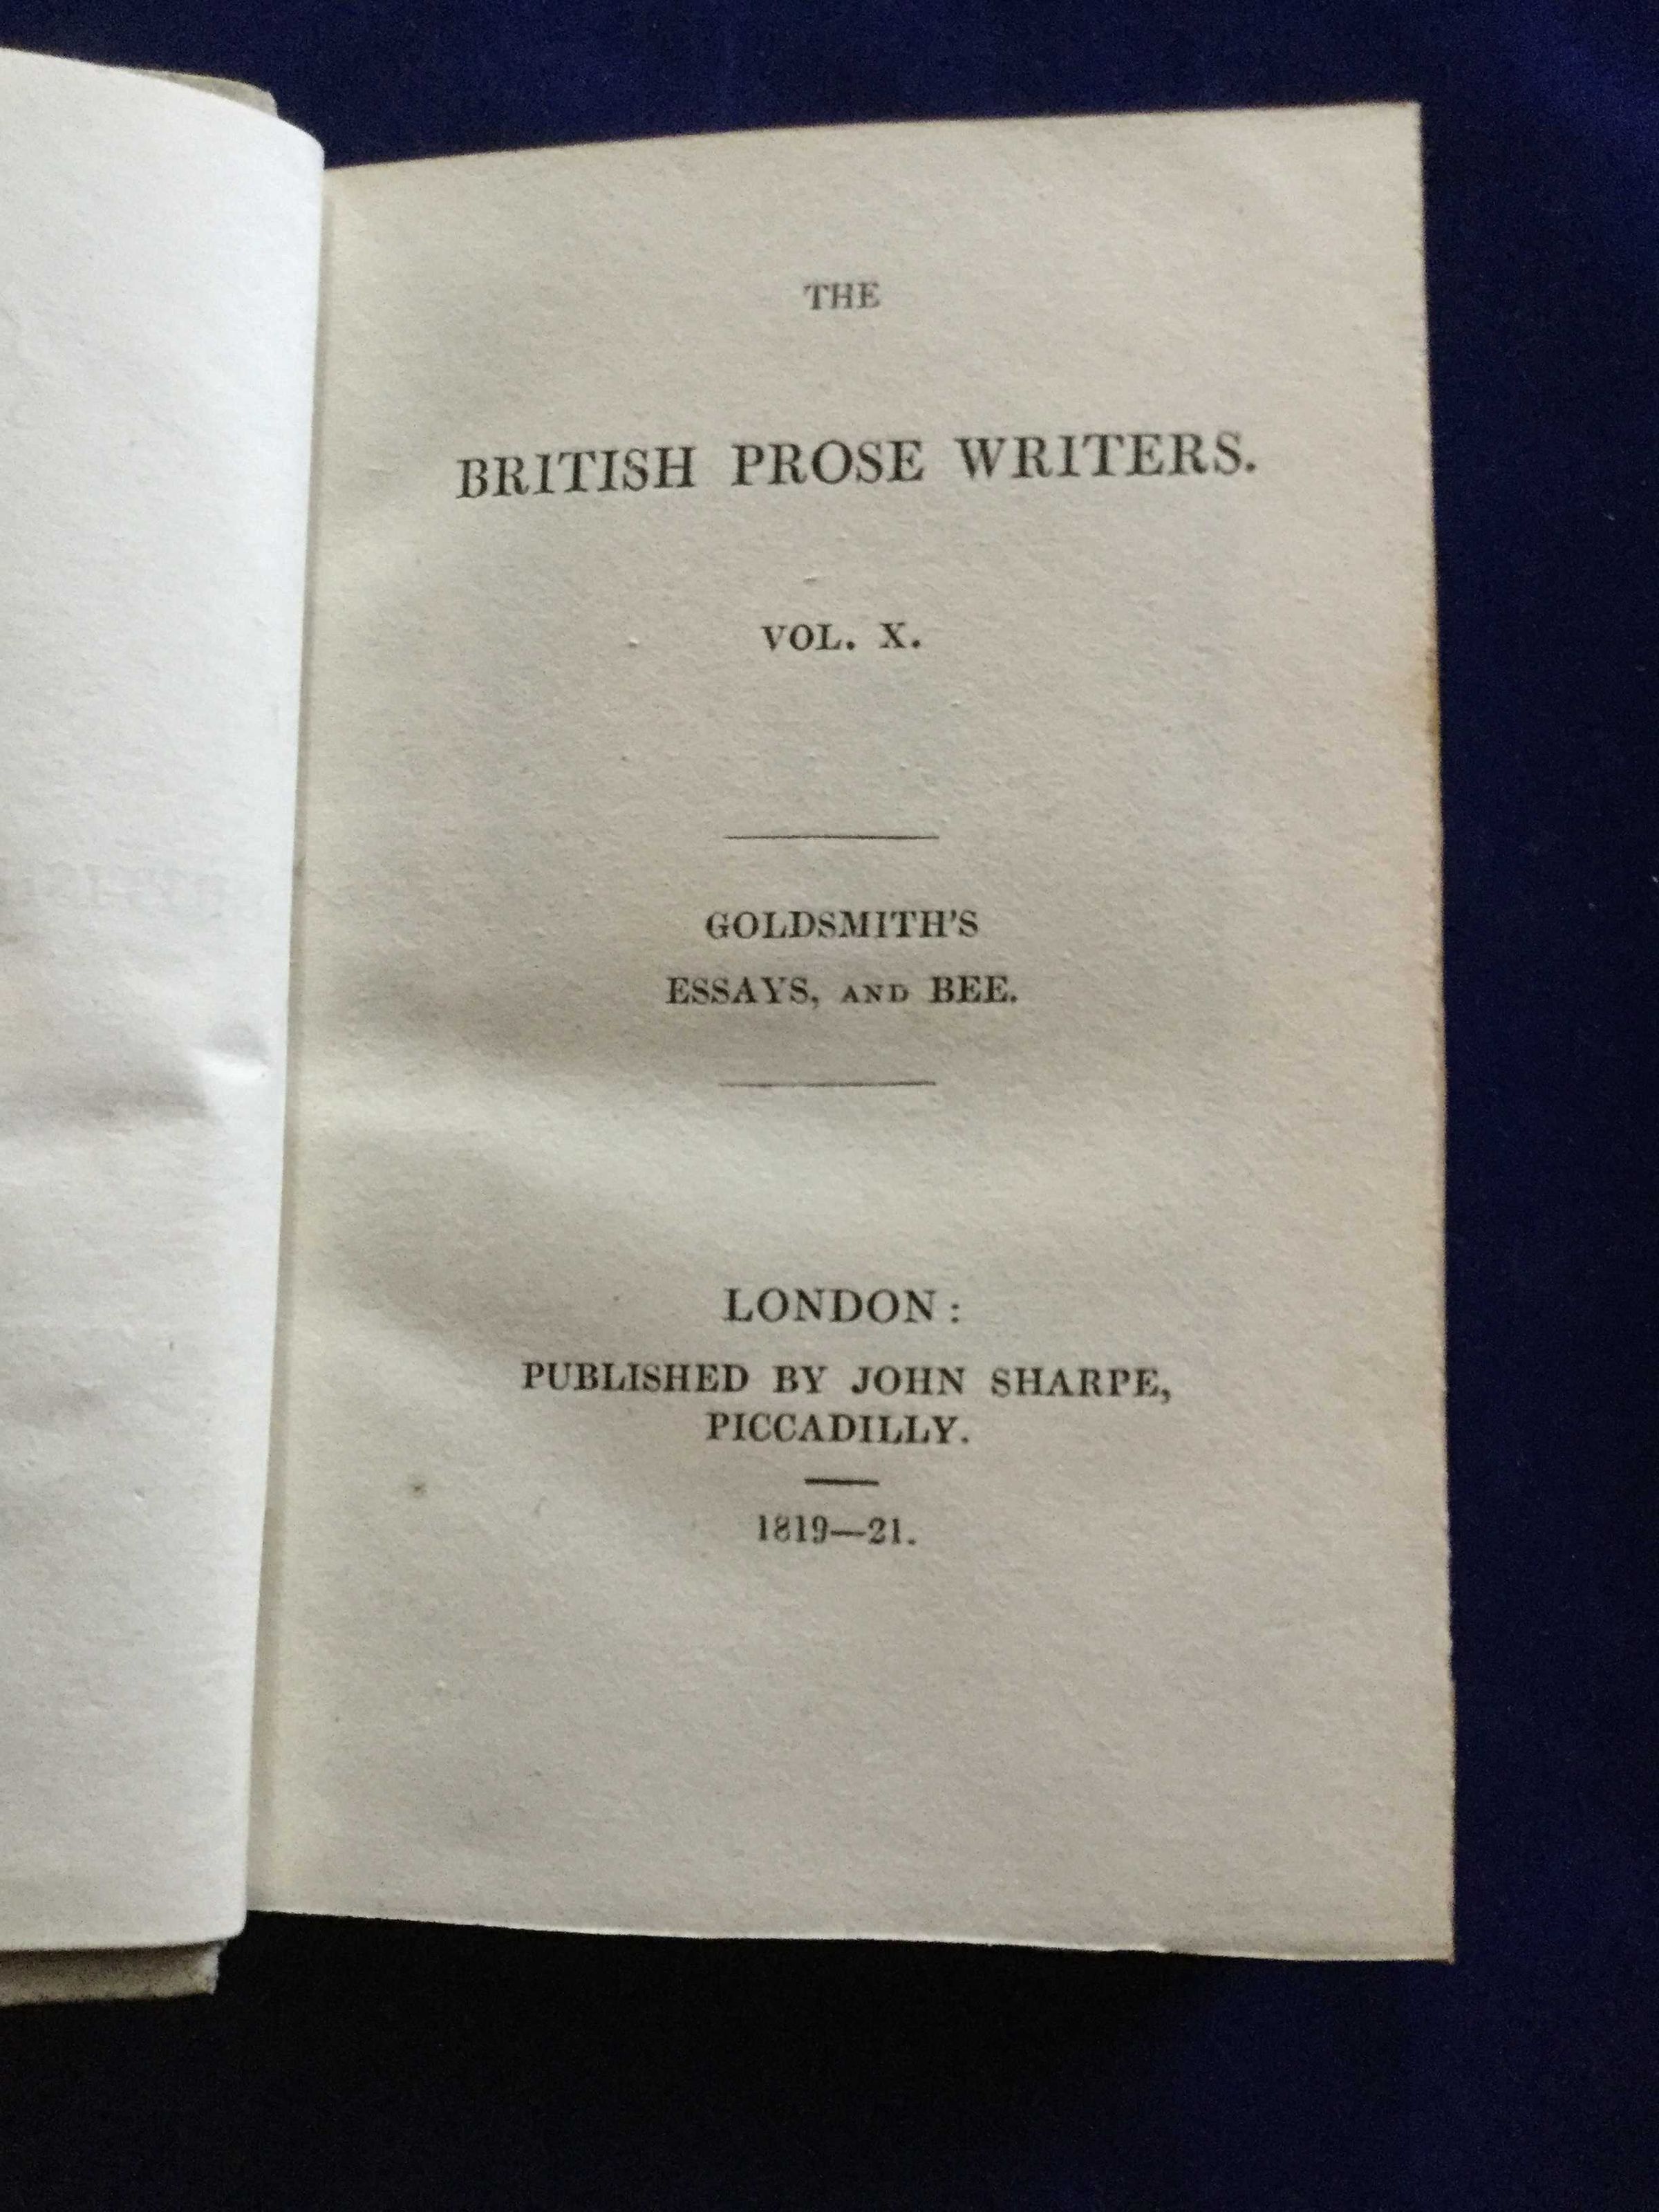 THE
BRITISH PROSE WRITERS.
VOL. X.
GOLDSMITH'S
ESSAYS, AND BEE.
LONDON:
PUBLISHED BY JOHN SHARPE,
PICCADILLY.
1819—21.